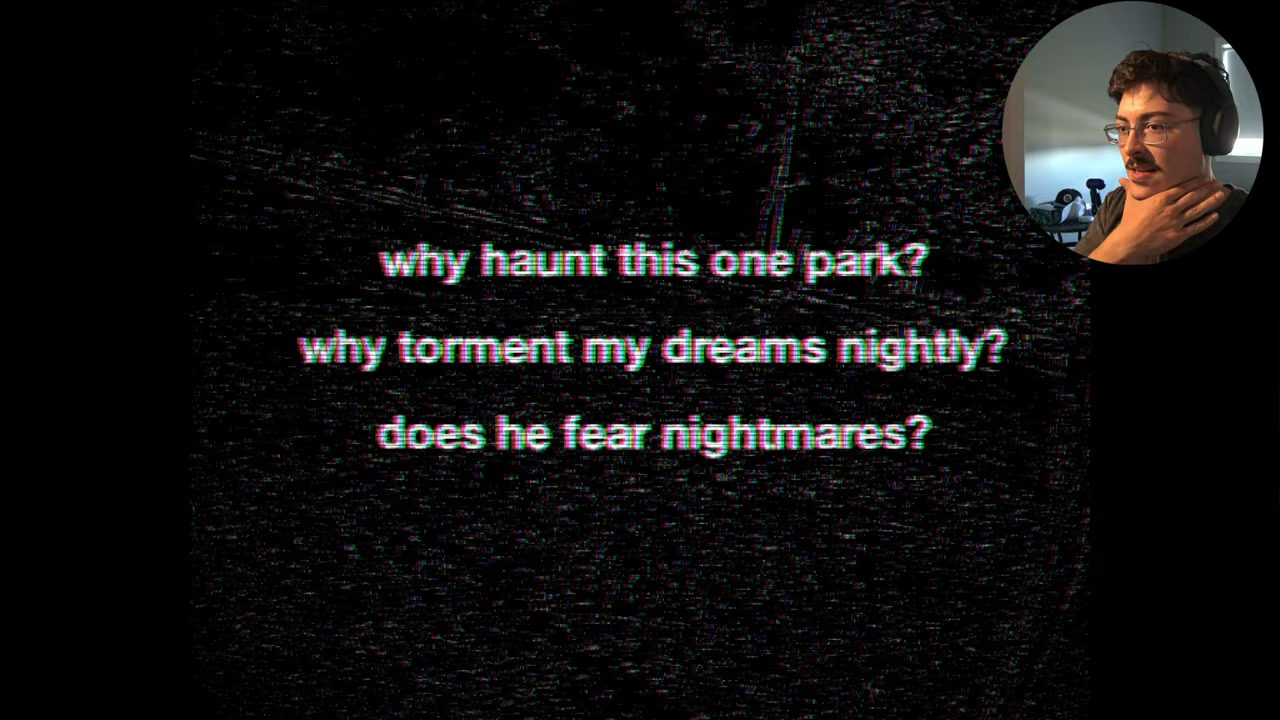 why haunt this one park?
why torment my dreams nightly?
does he fear nightmares?